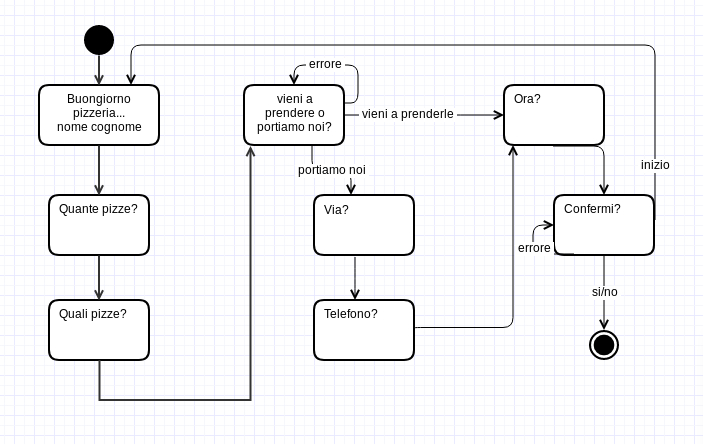 Buongiorno
pizzeria...
nome cognome
Quante pizze?
Quali pizze?
errore
vieni a
prendere o
portiamo noi?
vieni a prenderle
portiamo noi
Via?
Telefono?
Ora?
inizio
Confermi?
errore
si/no